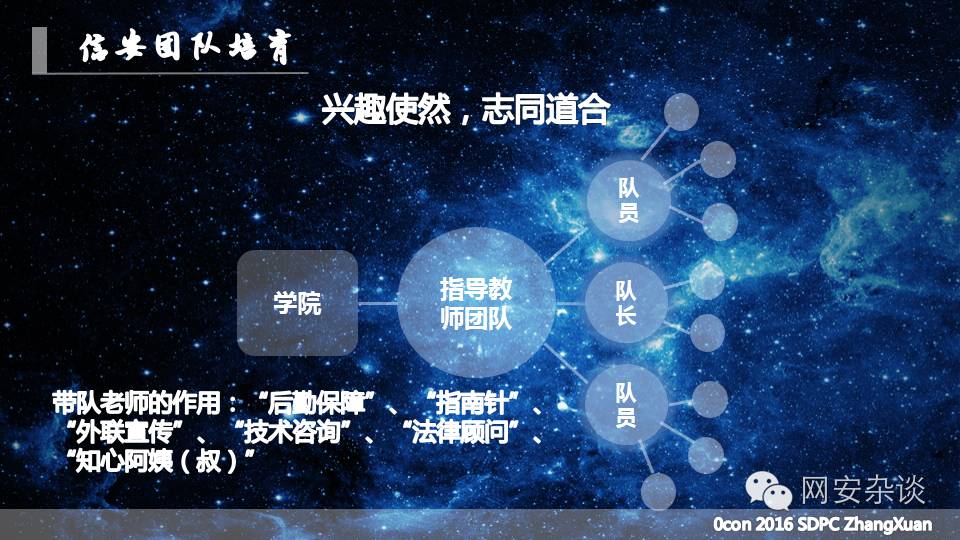 信安团队培育
兴趣使然，志同道合
队
员
学院
指导教
师团队
队
长
队
员
带队老师的作用：“后勤保障”、“指南针”、
“外联宣传”、“技术咨询”、“法律顾问”、
“知心阿姨（叔）”
网安杂谈
0con 2016 SDPC ZhangXuan